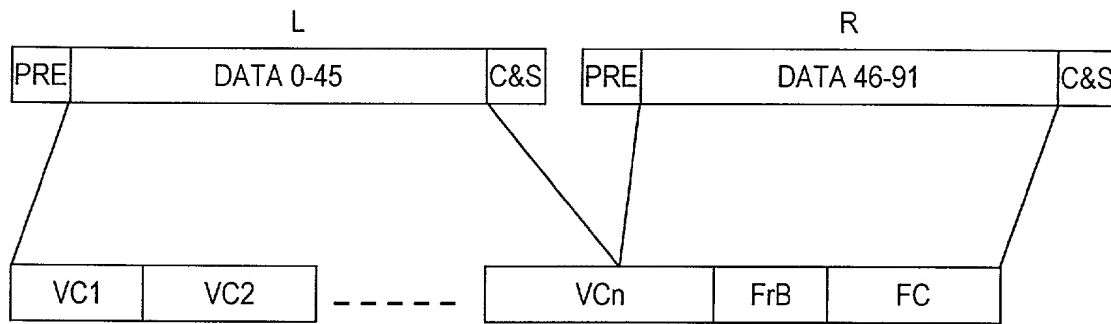 L R
PRE DATA 0-45 C&S PRE DATA 46-91 C&S
VC1 VC2 VCn FrB FC